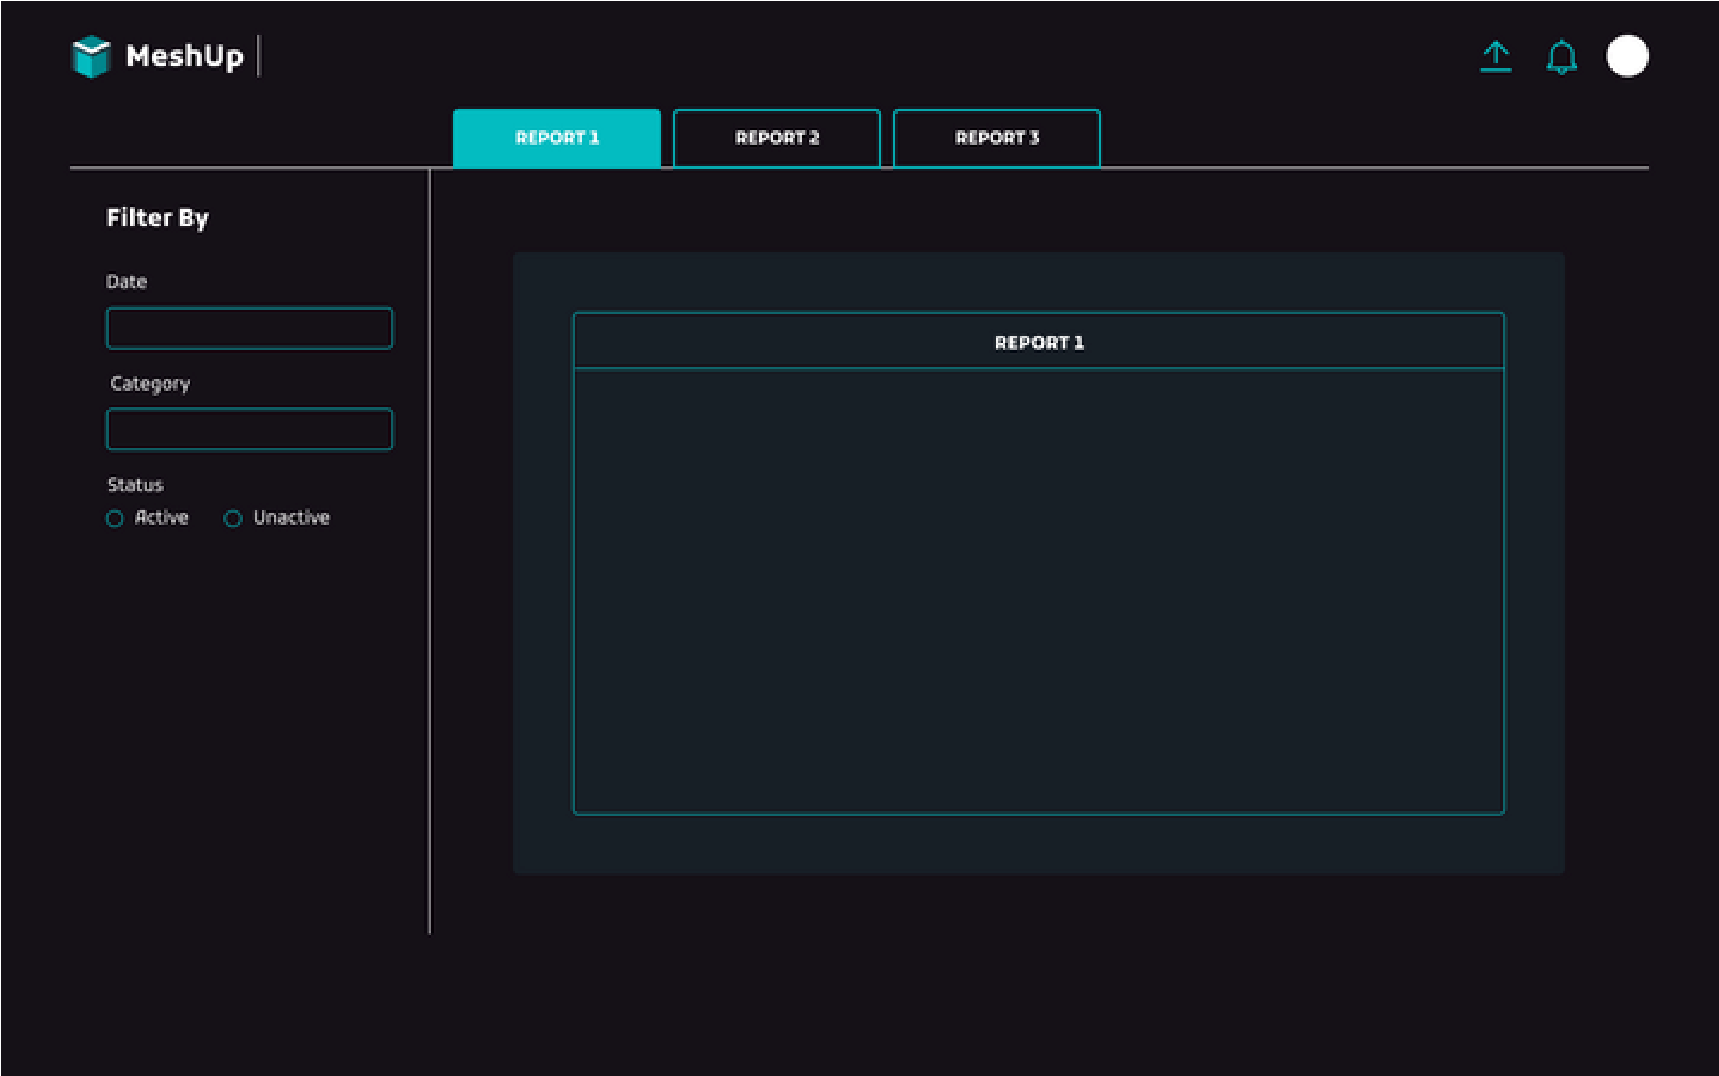 MeshUp
REPORT 1
REPORT 2
REPORT 3
Filter By
Date
Category
Status
Active
Unactive
REPORT 1